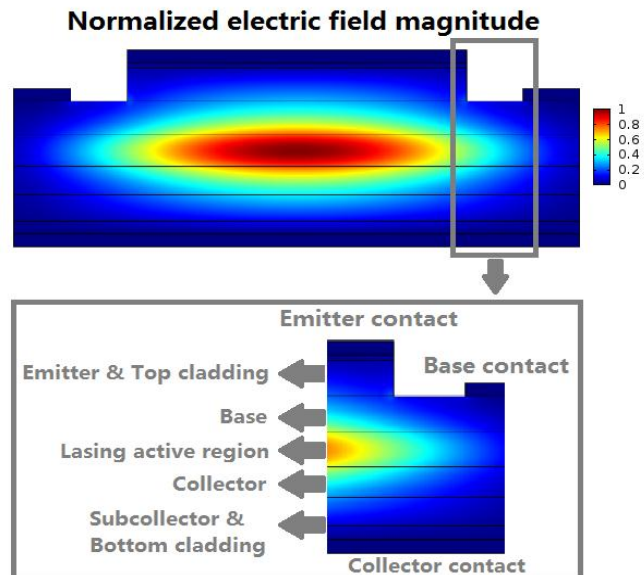 Normalized electric field magnitude
1
0.8
0.6
0.4
0.2
0
Emitter contact
Emitter & Top cladding
Base contact
Base
Lasing active region
Collector
Subcollector &
Bottom cladding
Collector contact